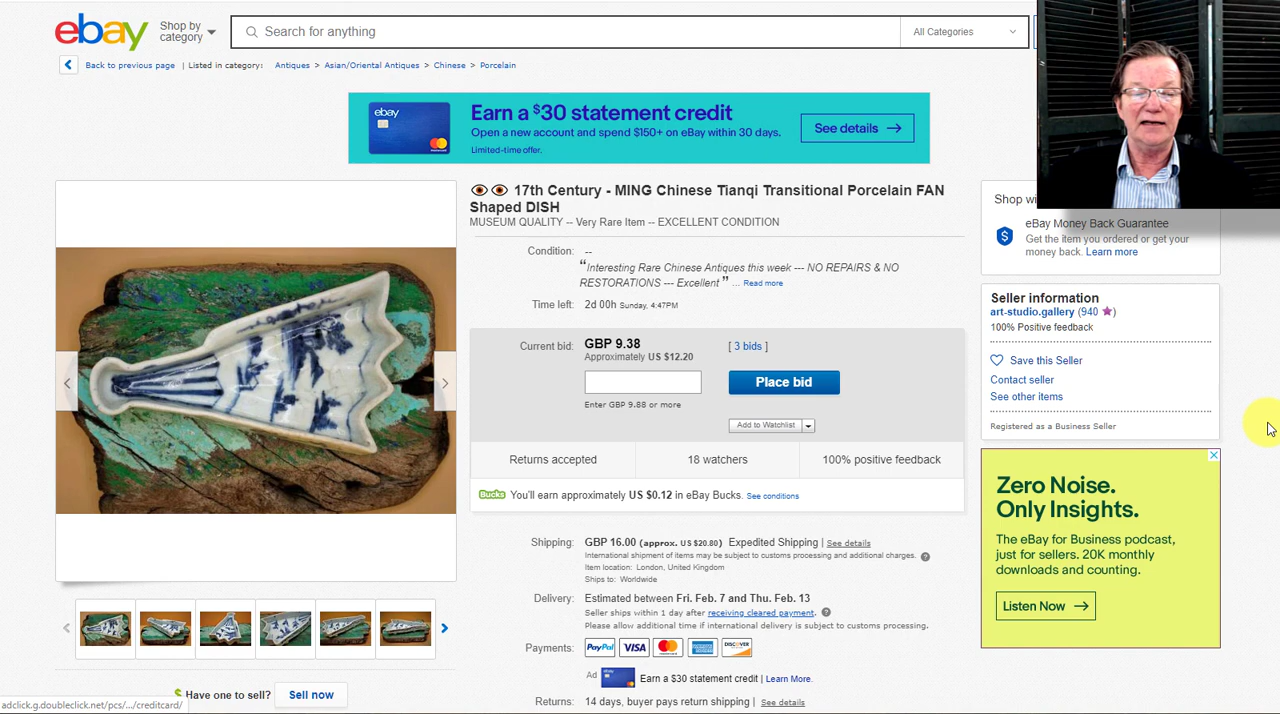 ebay
Shop by
category
Search for anything
All Categories
Back to previous page | Listed in category: Antiques > Asian/Oriental Antiques > Chinese > Porcelain
ebay
Earn a $30 statement credit
Open a new account and spend $150+ on eBay within 30 days.
Limited-time offer.
See details
17th Century - MING Chinese Tianqi Transitional Porcelain FAN
Shaped DISH
MUSEUM QUALITY -- Very Rare Item -- EXCELLENT CONDITION
Condition: --
“Interesting Rare Chinese Antiques this week --- NO REPAIRS & NO
RESTORATIONS --- Excellent ” ... Read more
Time left: 2d 00h Sunday, 4:47PM
Current bid: GBP 9.38 [ 3 bids ]
Approximately US $12.20
Place bid
Enter GBP 9.88 or more
Add to Watchlist
Returns accepted 18 watchers 100% positive feedback
Bucks You'll earn approximately US $0.12 in eBay Bucks. See conditions
Shipping: GBP 16.00 (approx. US $20.80) Expedited Shipping | See details
International shipment of items may be subject to customs processing and additional charges. ?
Item location: London, United Kingdom
Ships to: Worldwide
Delivery: Estimated between Fri. Feb. 7 and Thu. Feb. 13
Seller ships within 1 day after receiving cleared payment. ?
Please allow additional time if international delivery is subject to customs processing.
Payments: PayPal VISA DISCOVER
Ad Earn a $30 statement credit | Learn More.
Returns: 14 days, buyer pays return shipping | See details
Shop wi
eBay Money Back Guarantee
Get the item you ordered or get your
money back. Learn more
Seller information
art-studio.gallery (940 ★)
100% Positive feedback
Save this Seller
Contact seller
See other items
Registered as a Business Seller
Zero Noise.
Only Insights.
The eBay for Business podcast,
just for sellers. 20K monthly
downloads and counting.
Listen Now
$ Have one to sell? Sell now
adclick.g.doubleclick.net/pcs/.../creditcard/